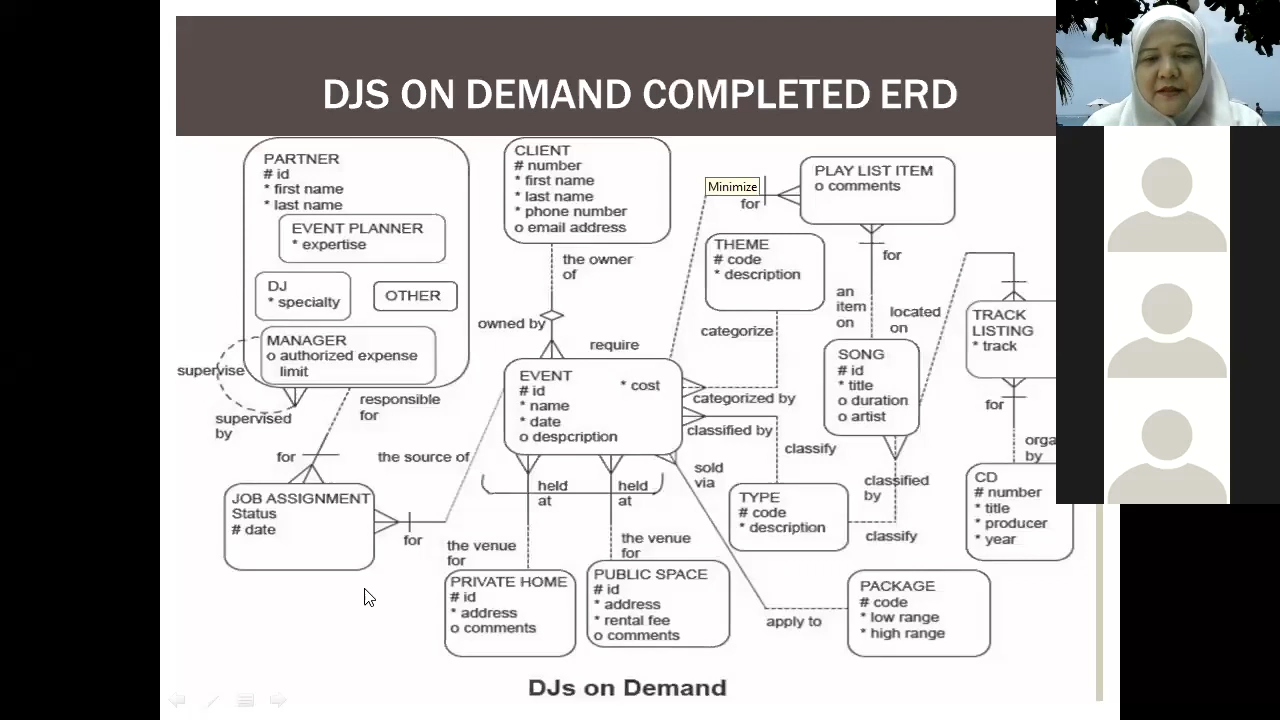 DJS ON DEMAND COMPLETED ERD
PARTNER
# id
* first name
* last name
EVENT PLANNER
* expertise
DJ
* specialty
OTHER
MANAGER
o authorized expense
limit
supervise
supervised
by
responsible
for
for
the source of
JOB ASSIGNMENT
Status
# date
for
CLIENT
# number
* first name
* last name
* phone number
o email address
the owner
of
owned by
require
EVENT
* cost
# id
* name
* date
o despcription
held
at
held
at
the venue
for
the venue
for
PRIVATE HOME
# id
* address
o comments
PUBLIC SPACE
# id
* address
* rental fee
o comments
Minimize
for
PLAY LIST ITEM
o comments
THEME
# code
* description
categorize
categorized by
classified by
classify
sold
via
TYPE
# code
* description
for
an
item
on
located
on
SONG
# id
* title
o duration
o artist
classified
by
classify
TRACK
LISTING
* track
for
orga
by
CD
# number
* title
* producer
* year
apply to
PACKAGE
# code
* low range
* high range
DJs on Demand